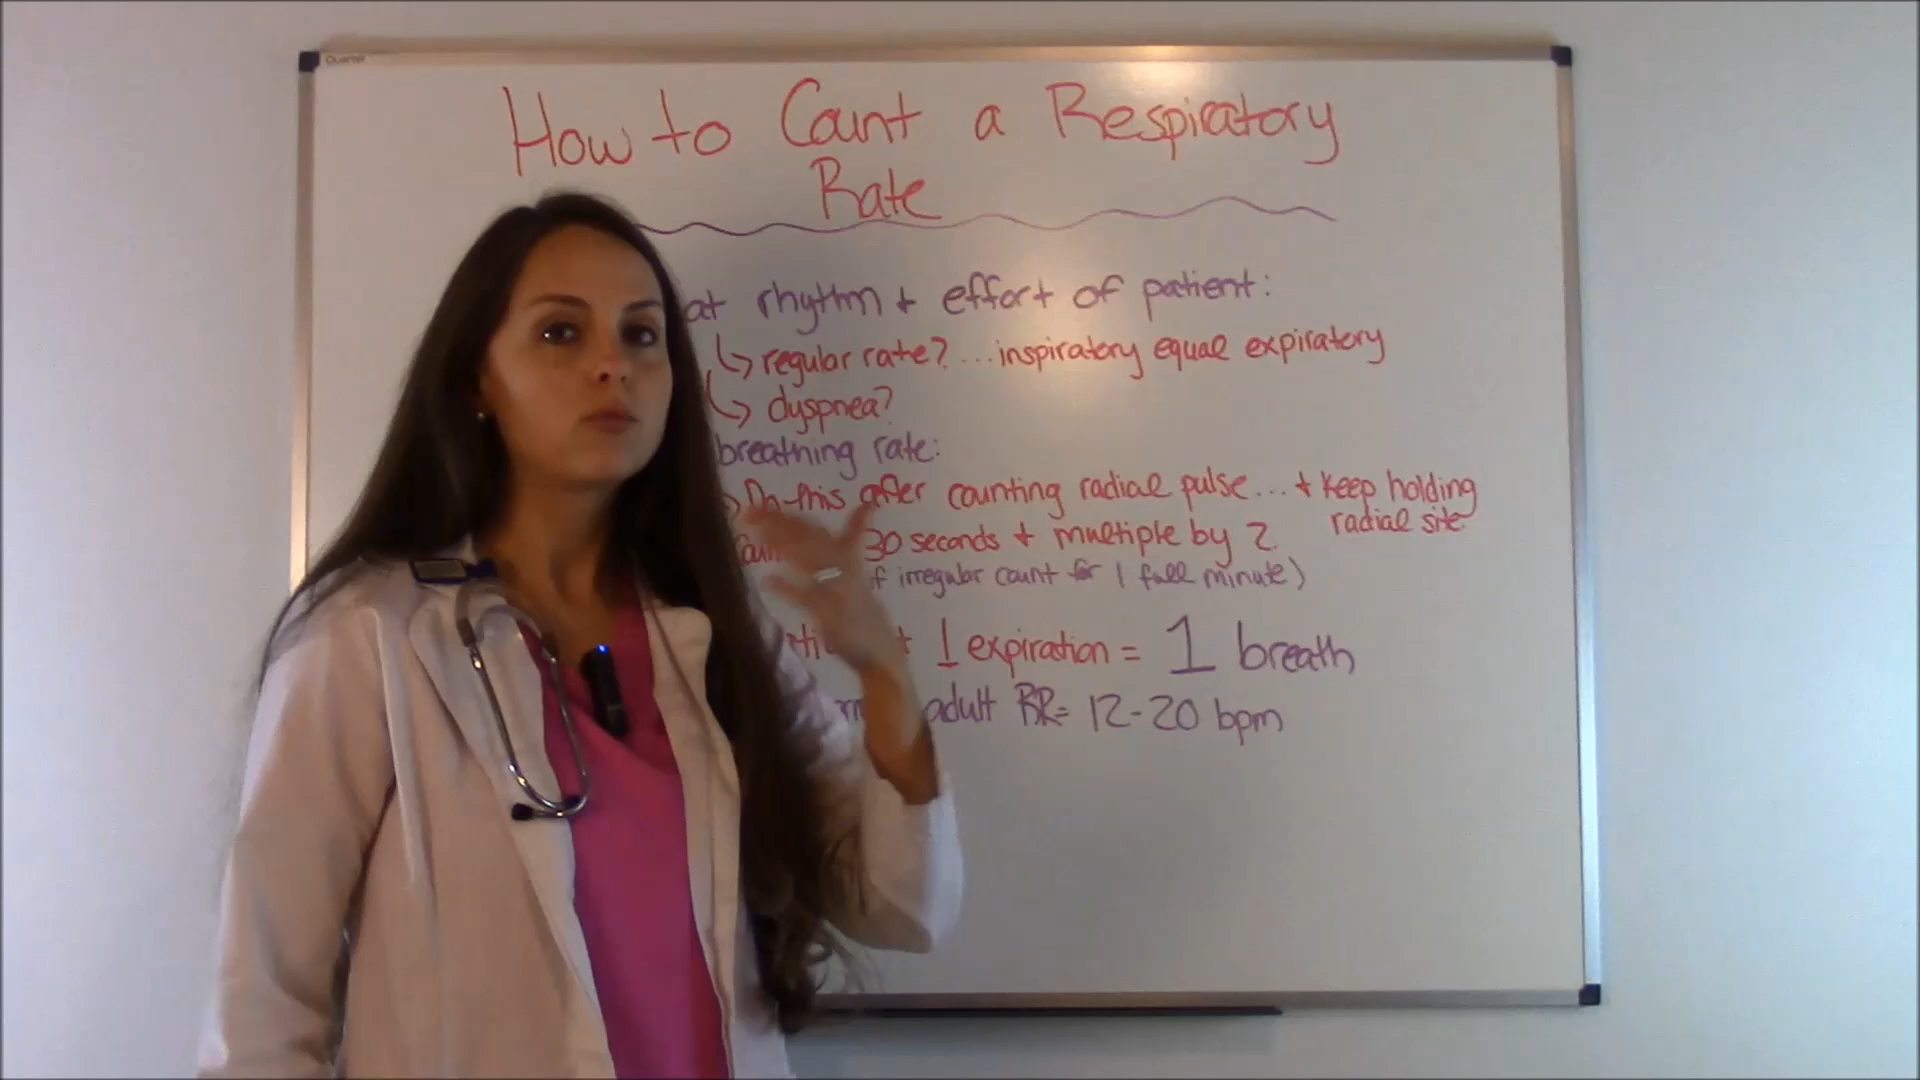 Quartet
How to Count a Respiratory
Rate
at rhythm + effort of patient:
↳ regular rate? ...inspiratory equal expiratory
↳ dyspnea?
breathing rate:
Do this after counting radial pulse... + keep holding
radial site
30 seconds + multiple by 2
if irregular count for 1 full minute)
+ 1 expiration = 1 breath
adult RR= 12-20 bpm